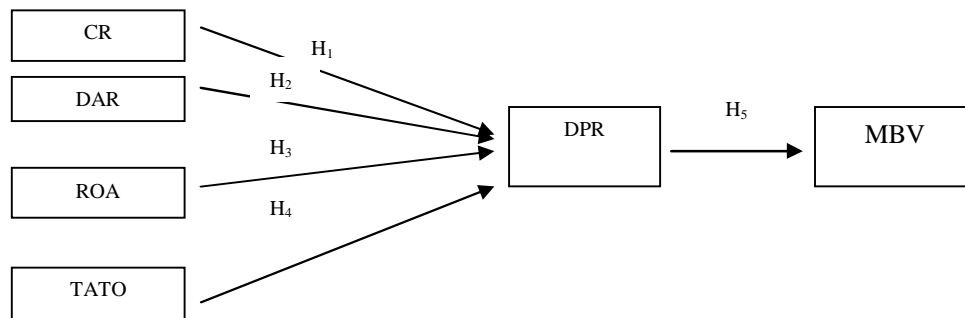 CR
H₁
H₂
DAR
H₃
DPR
H₅
MBV
ROA
H₄
TATO